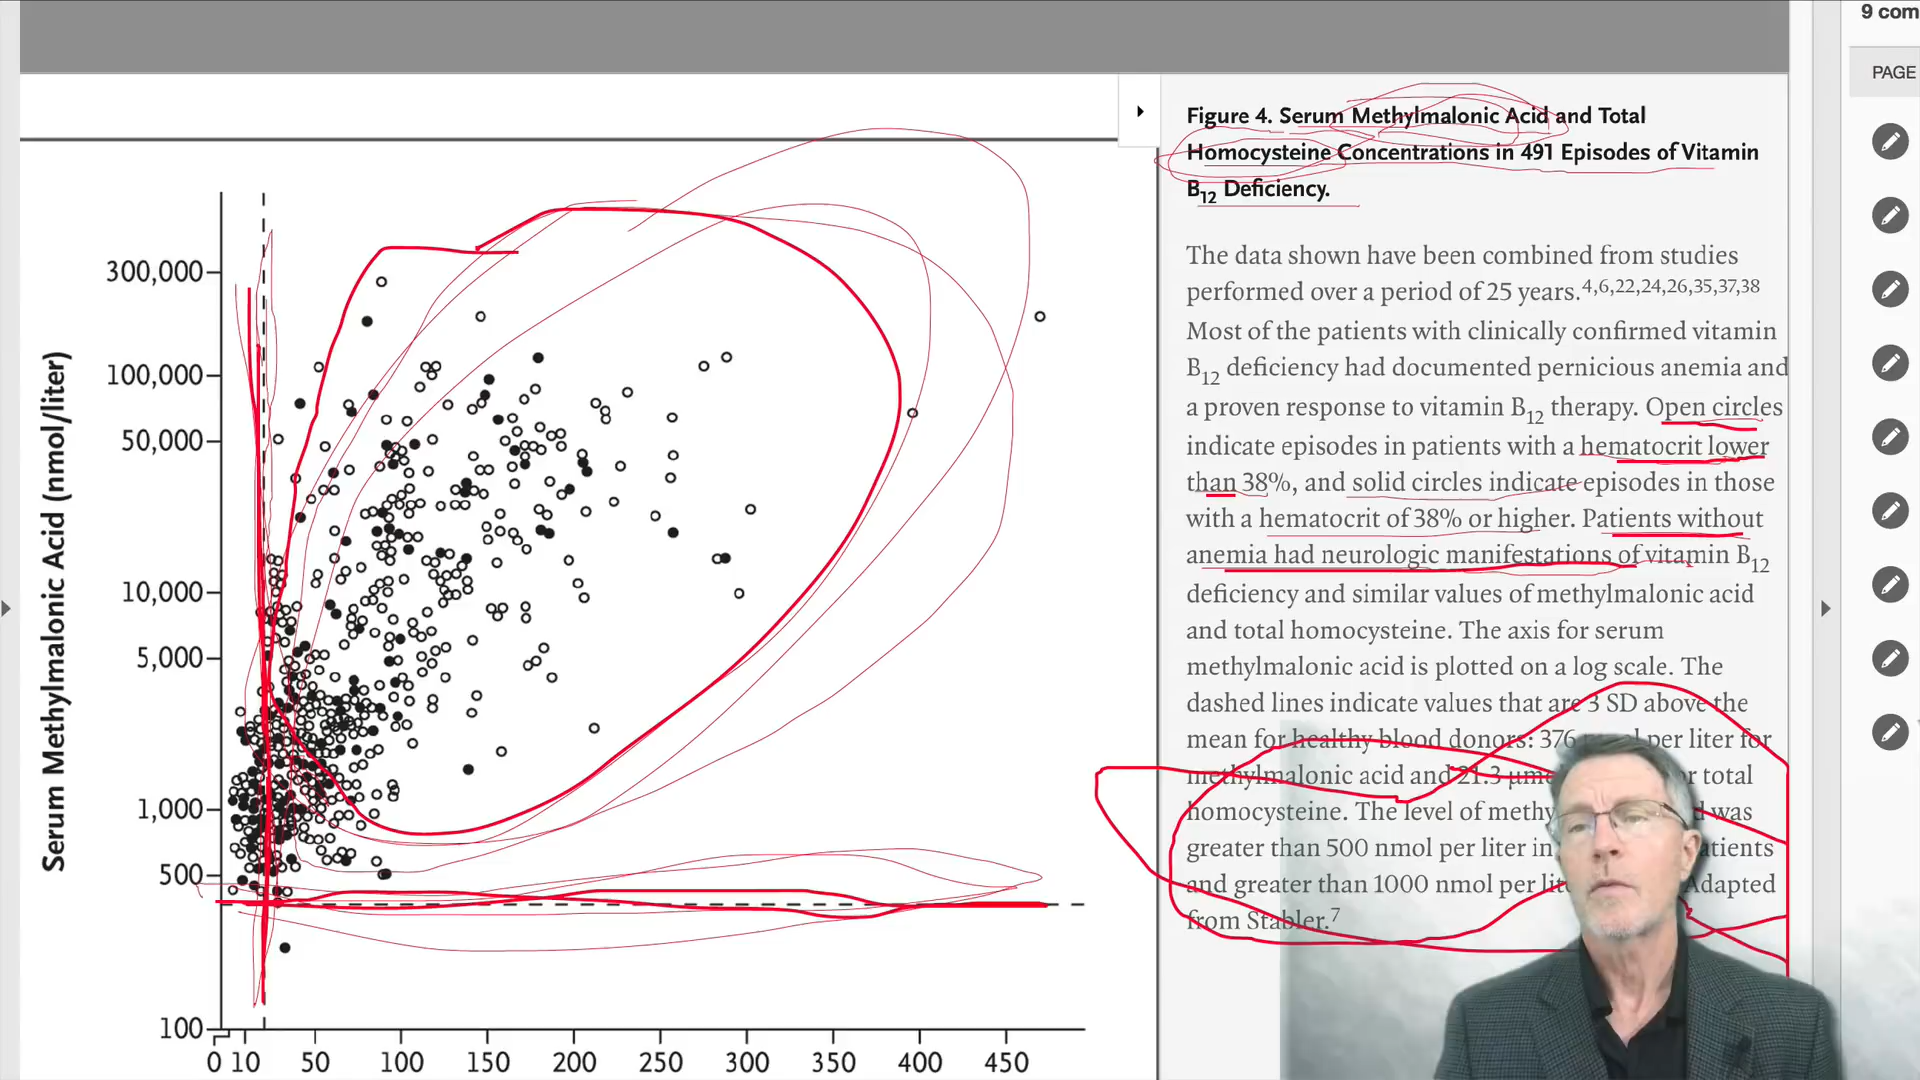 9 com
PAGE
Figure 4. Serum Methylmalonic Acid and Total
Homocysteine Concentrations in 491 Episodes of Vitamin
B12 Deficiency.
The data shown have been combined from studies
performed over a period of 25 years.4,6,22,24,26,35,37,38
Most of the patients with clinically confirmed vitamin
B12 deficiency had documented pernicious anemia and
a proven response to vitamin B12 therapy. Open circles
indicate episodes in patients with a hematocrit lower
than 38%, and solid circles indicate episodes in those
with a hematocrit of 38% or higher. Patients without
anemia had neurologic manifestations of vitamin B12
deficiency and similar values of methylmalonic acid
and total homocysteine. The axis for serum
methylmalonic acid is plotted on a log scale. The
dashed lines indicate values that are 3 SD above the
mean for healthy blood donors: 376 per liter for
methylmalonic acid and 21.3 total
homocysteine. The level of was
greater than 500 nmol per liter in
and greater than 1000 nmol per Adapted
from Stabler.7
Serum Methylmalonic Acid (nmol/liter)
300,000
100,000
50,000
10,000
5,000
1,000
500
100
0 10 50 100 150 200 250 300 350 400 450